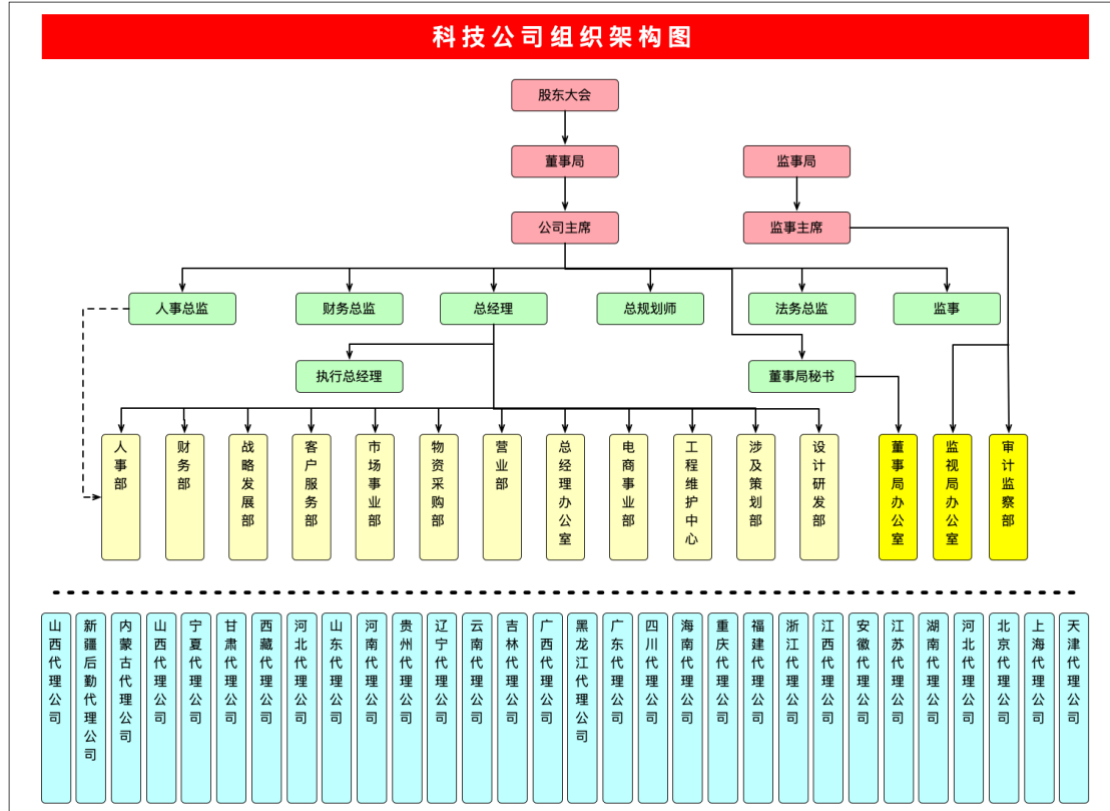 科技公司组织架构图
股东大会
董事局
监事局
公司主席
监事主席
人事总监
财务总监
总经理
总规划师
法务总监
监事
执行总经理
董事局秘书
人事部
财务部
战略发展部
客户服务部
市场事业部
物资采购部
营业部
总经理办公室
电商事业部
工程维护中心
涉及策划部
设计研发部
董事局办公室
监视局办公室
审计监察部
山西代理公司
新疆后勤代理公司
内蒙古代理公司
山西代理公司
宁夏代理公司
甘肃代理公司
西藏代理公司
河北代理公司
山东代理公司
河南代理公司
贵州代理公司
辽宁代理公司
云南代理公司
吉林代理公司
广西代理公司
黑龙江代理公司
广东代理公司
四川代理公司
海南代理公司
重庆代理公司
福建代理公司
浙江代理公司
江西代理公司
安徽代理公司
江苏代理公司
湖南代理公司
河北代理公司
北京代理公司
上海代理公司
天津代理公司